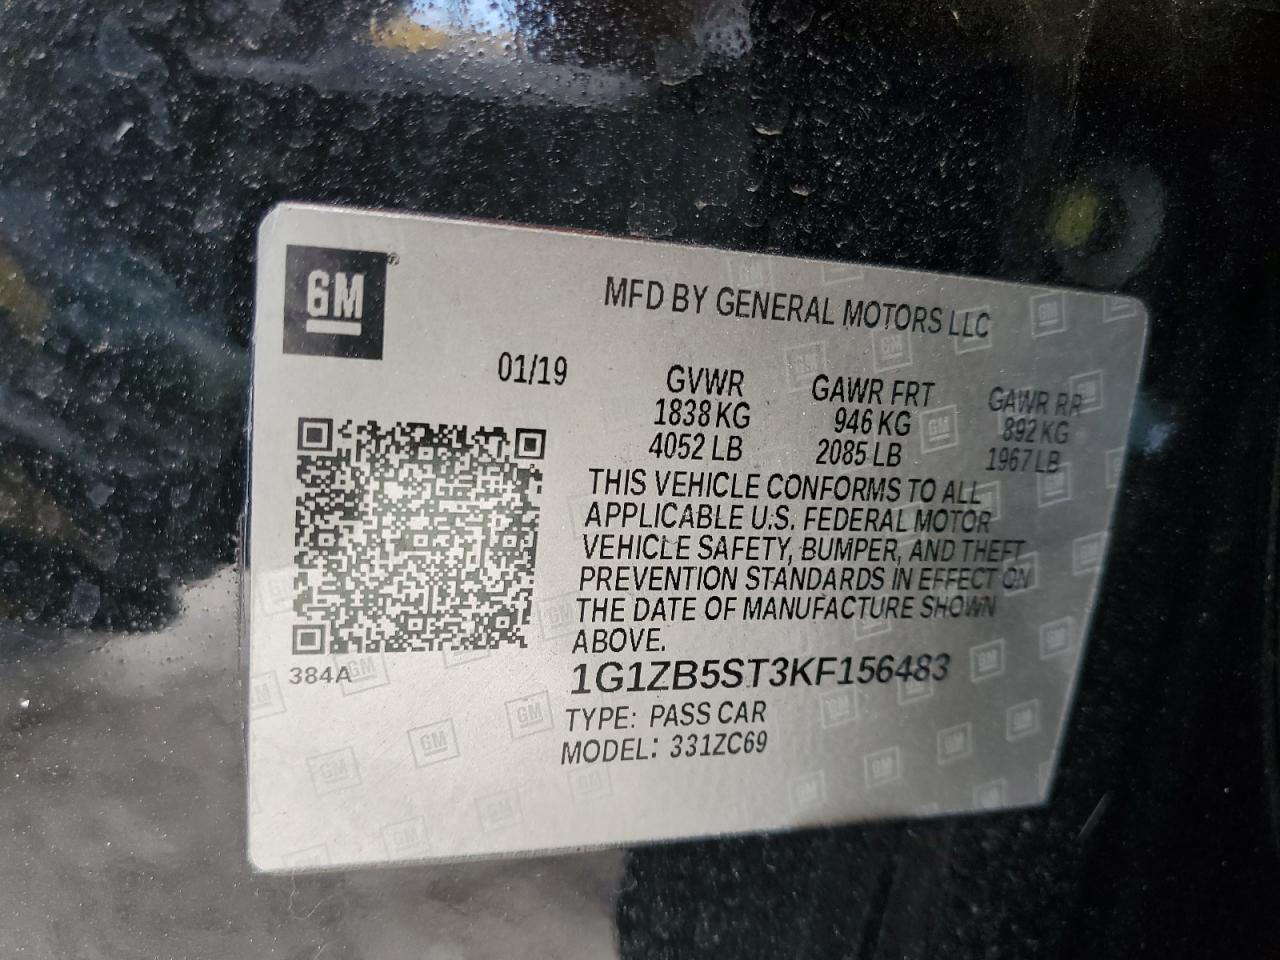 GM®
MFD BY GENERAL MOTORS LLC
01/19
GVWR
1838 KG
4052 LB
GAWR FRT
946 KG
2085 LB
GAWR RR
892 KG
1967 LB
THIS VEHICLE CONFORMS TO ALL
APPLICABLE U.S. FEDERAL MOTOR
VEHICLE SAFETY, BUMPER, AND THEFT
PREVENTION STANDARDS IN EFFECT ON
THE DATE OF MANUFACTURE SHOWN
ABOVE.
384A
1G1ZB5ST3KF156483
TYPE: PASS CAR
MODEL: 331ZC69